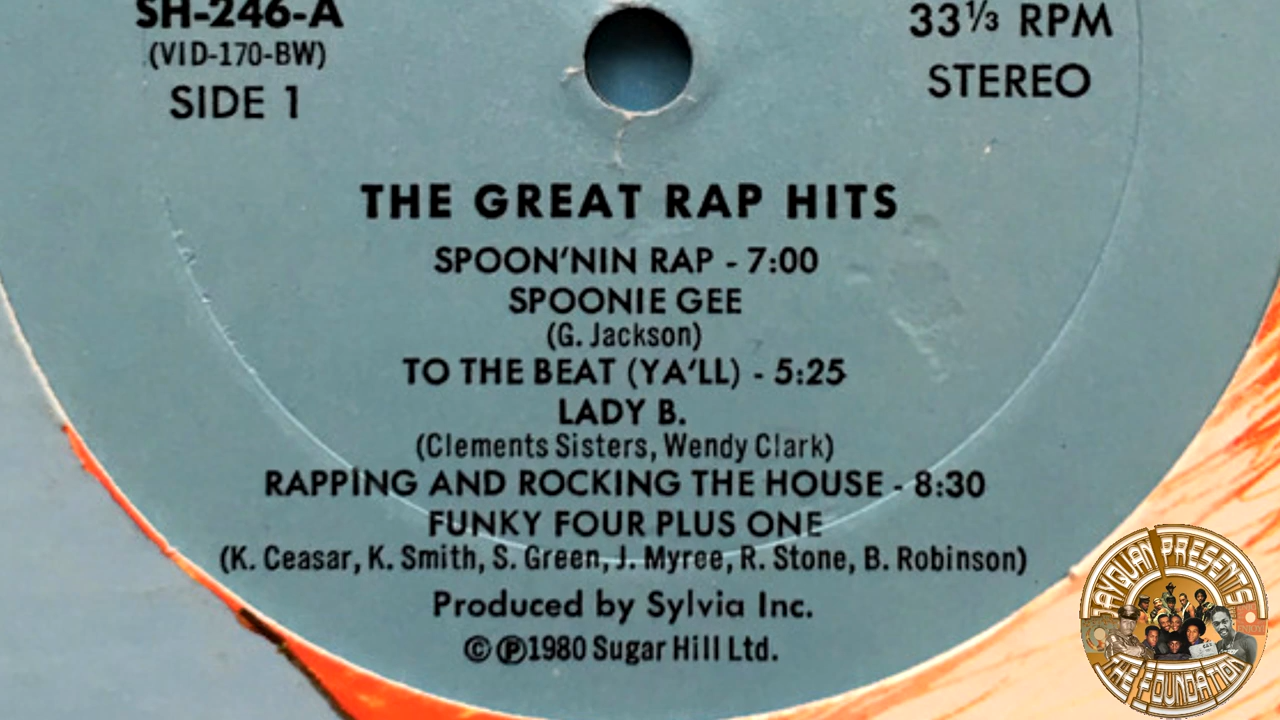 SH-246-A
(VID-170-BW)
SIDE 1
33⅓ RPM
STEREO
THE GREAT RAP HITS
SPOON'NIN RAP - 7:00
SPOONIE GEE
(G. Jackson)
TO THE BEAT (YA'LL) - 5:25
LADY B.
(Clements Sisters, Wendy Clark)
RAPPING AND ROCKING THE HOUSE - 8:30
FUNKY FOUR PLUS ONE
(K. Ceasar, K. Smith, S. Green, J. Myree, R. Stone, B. Robinson)
Produced by Sylvia Inc.
©℗1980 Sugar Hill Ltd.
JAYQUAN PRESENTS
THE FOUNDATION